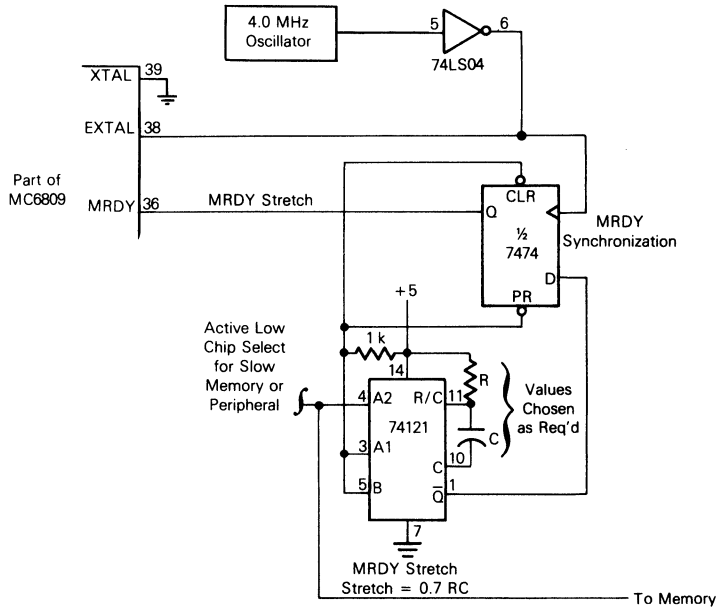 4.0 MHz
Oscillator
5
6
74LS04
XTAL
39
EXTAL
38
Part of
MC6809
MRDY
36
MRDY Stretch
CLR
Q
½
7474
D
PR
MRDY
Synchronization
+5
Active Low
Chip Select
for Slow
Memory or
Peripheral
1 k
14
R
4
A2
R/C
11
74121
Values
Chosen
as Req'd
C
3
A1
10
C
5
B
Q̅
1
7
MRDY Stretch
Stretch = 0.7 RC
To Memory